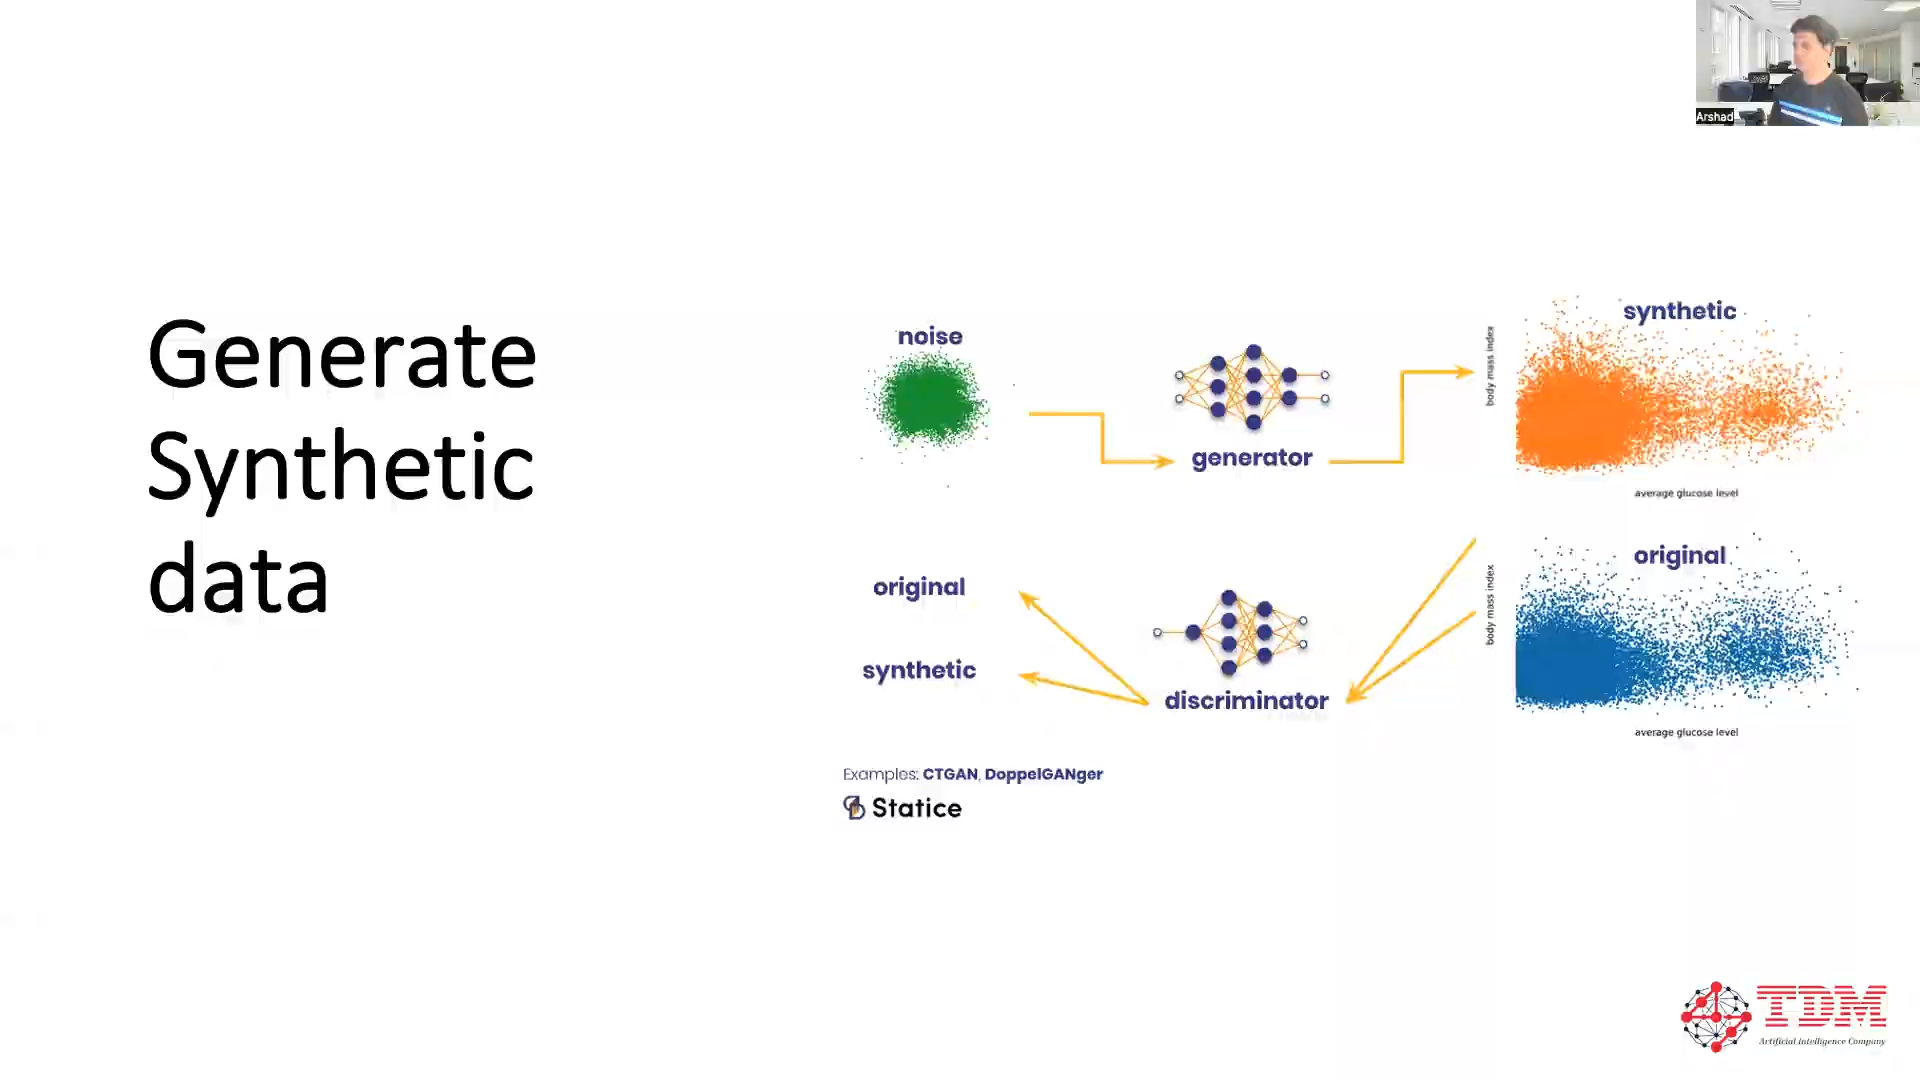 Arshad
Generate
Synthetic
data
noise
generator
synthetic
body mass index
average glucose level
original
body mass index
average glucose level
original
synthetic
discriminator
Examples: CTGAN, DoppelGANger
Statice
TDM
Artificial Intelligence Company